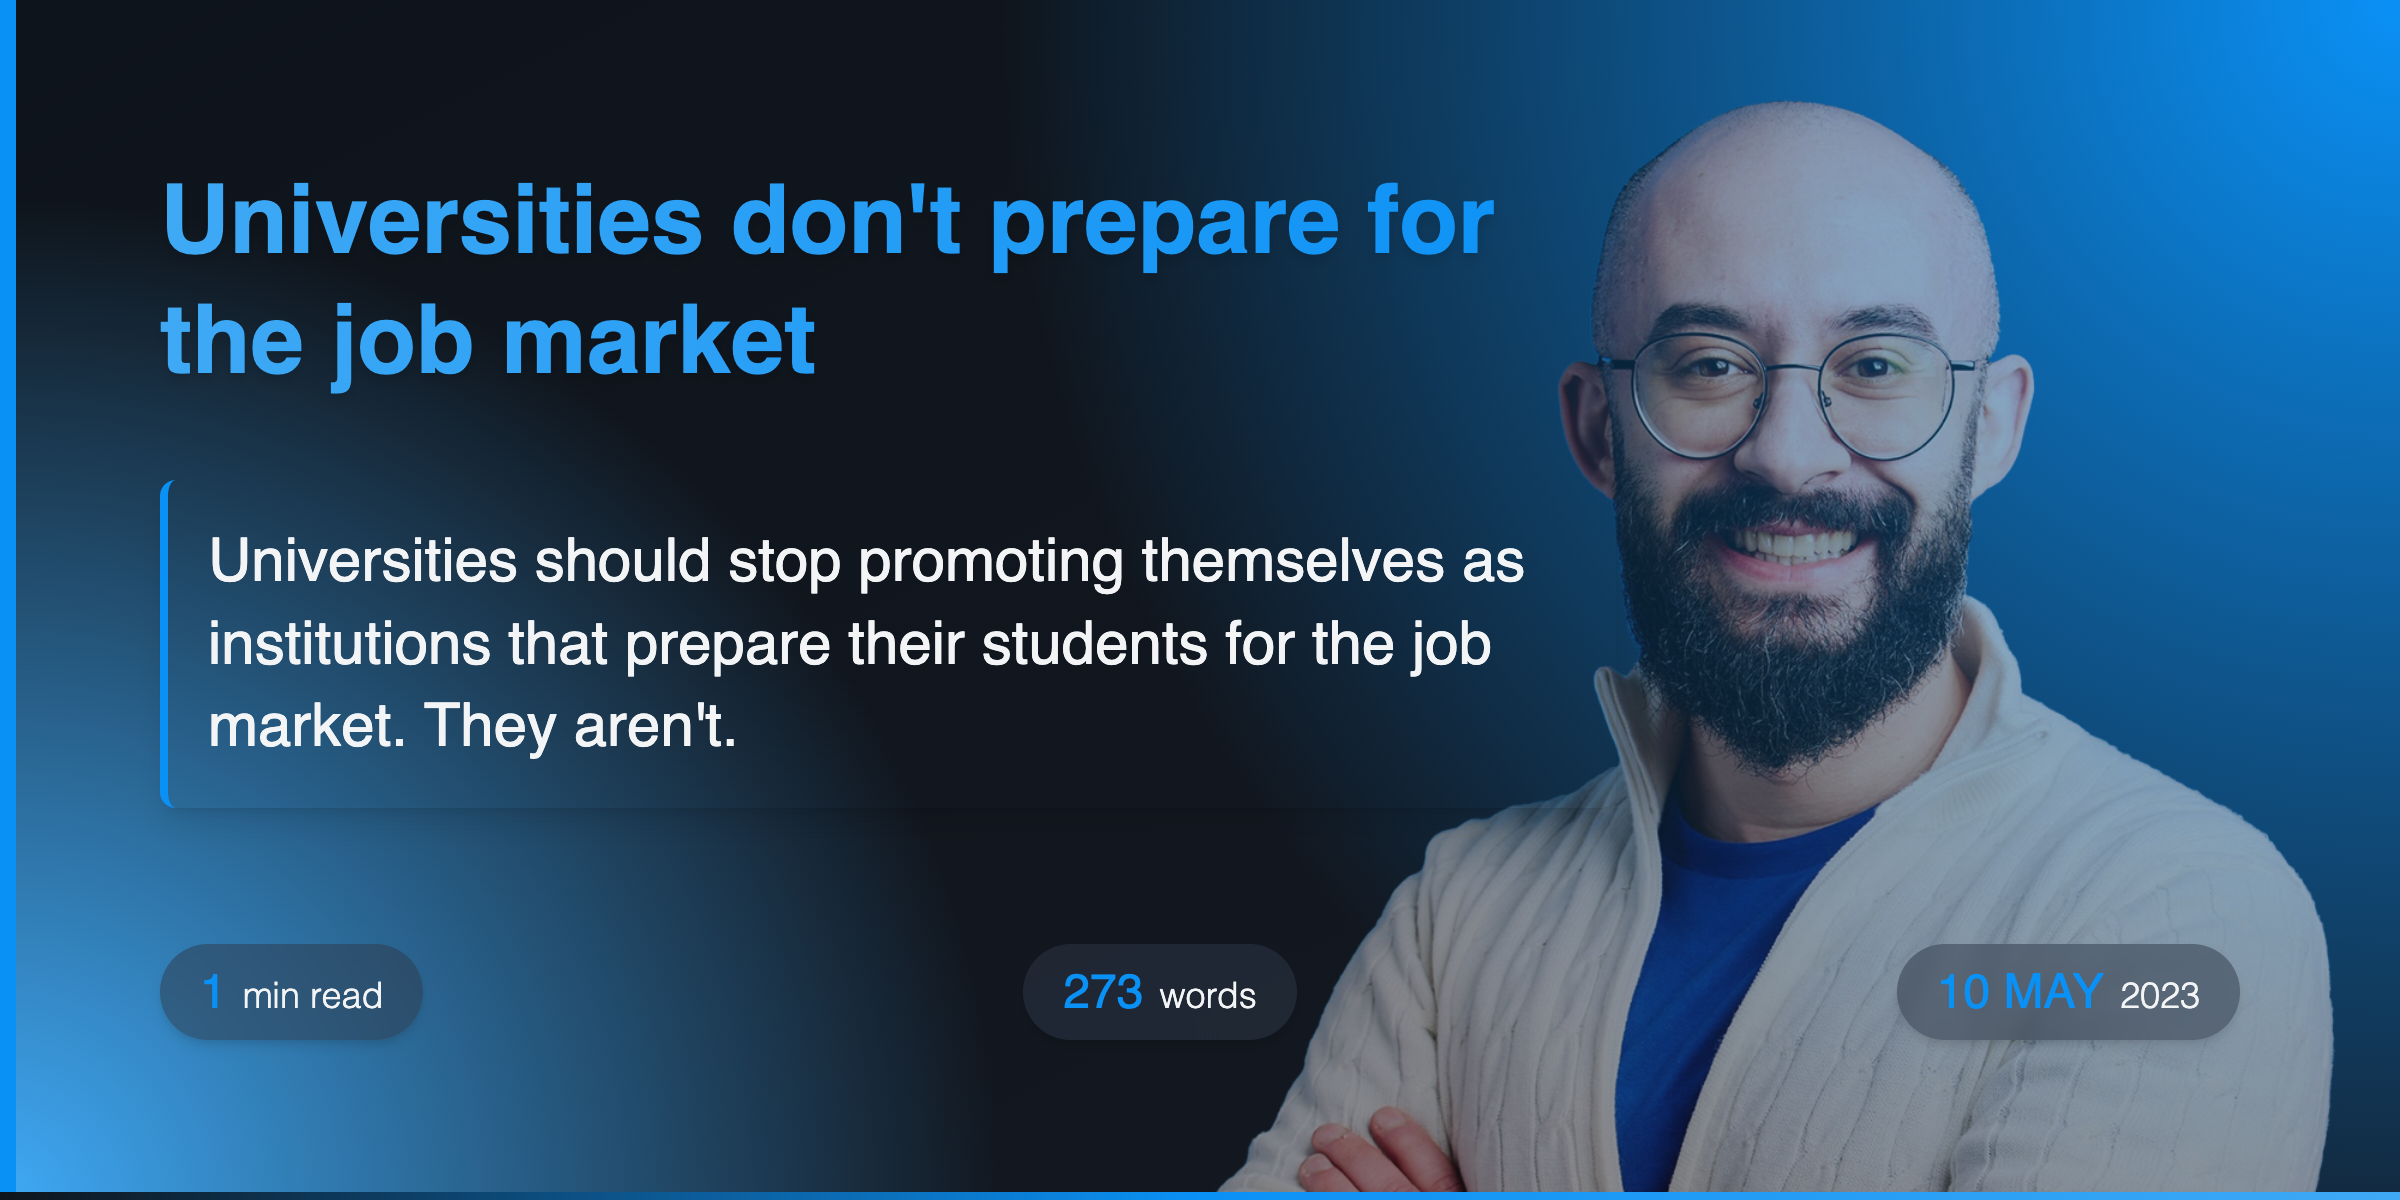 Universities don't prepare for
the job market
Universities should stop promoting themselves as
institutions that prepare their students for the job
market. They aren't.
1 min read
273 words
10 MAY 2023